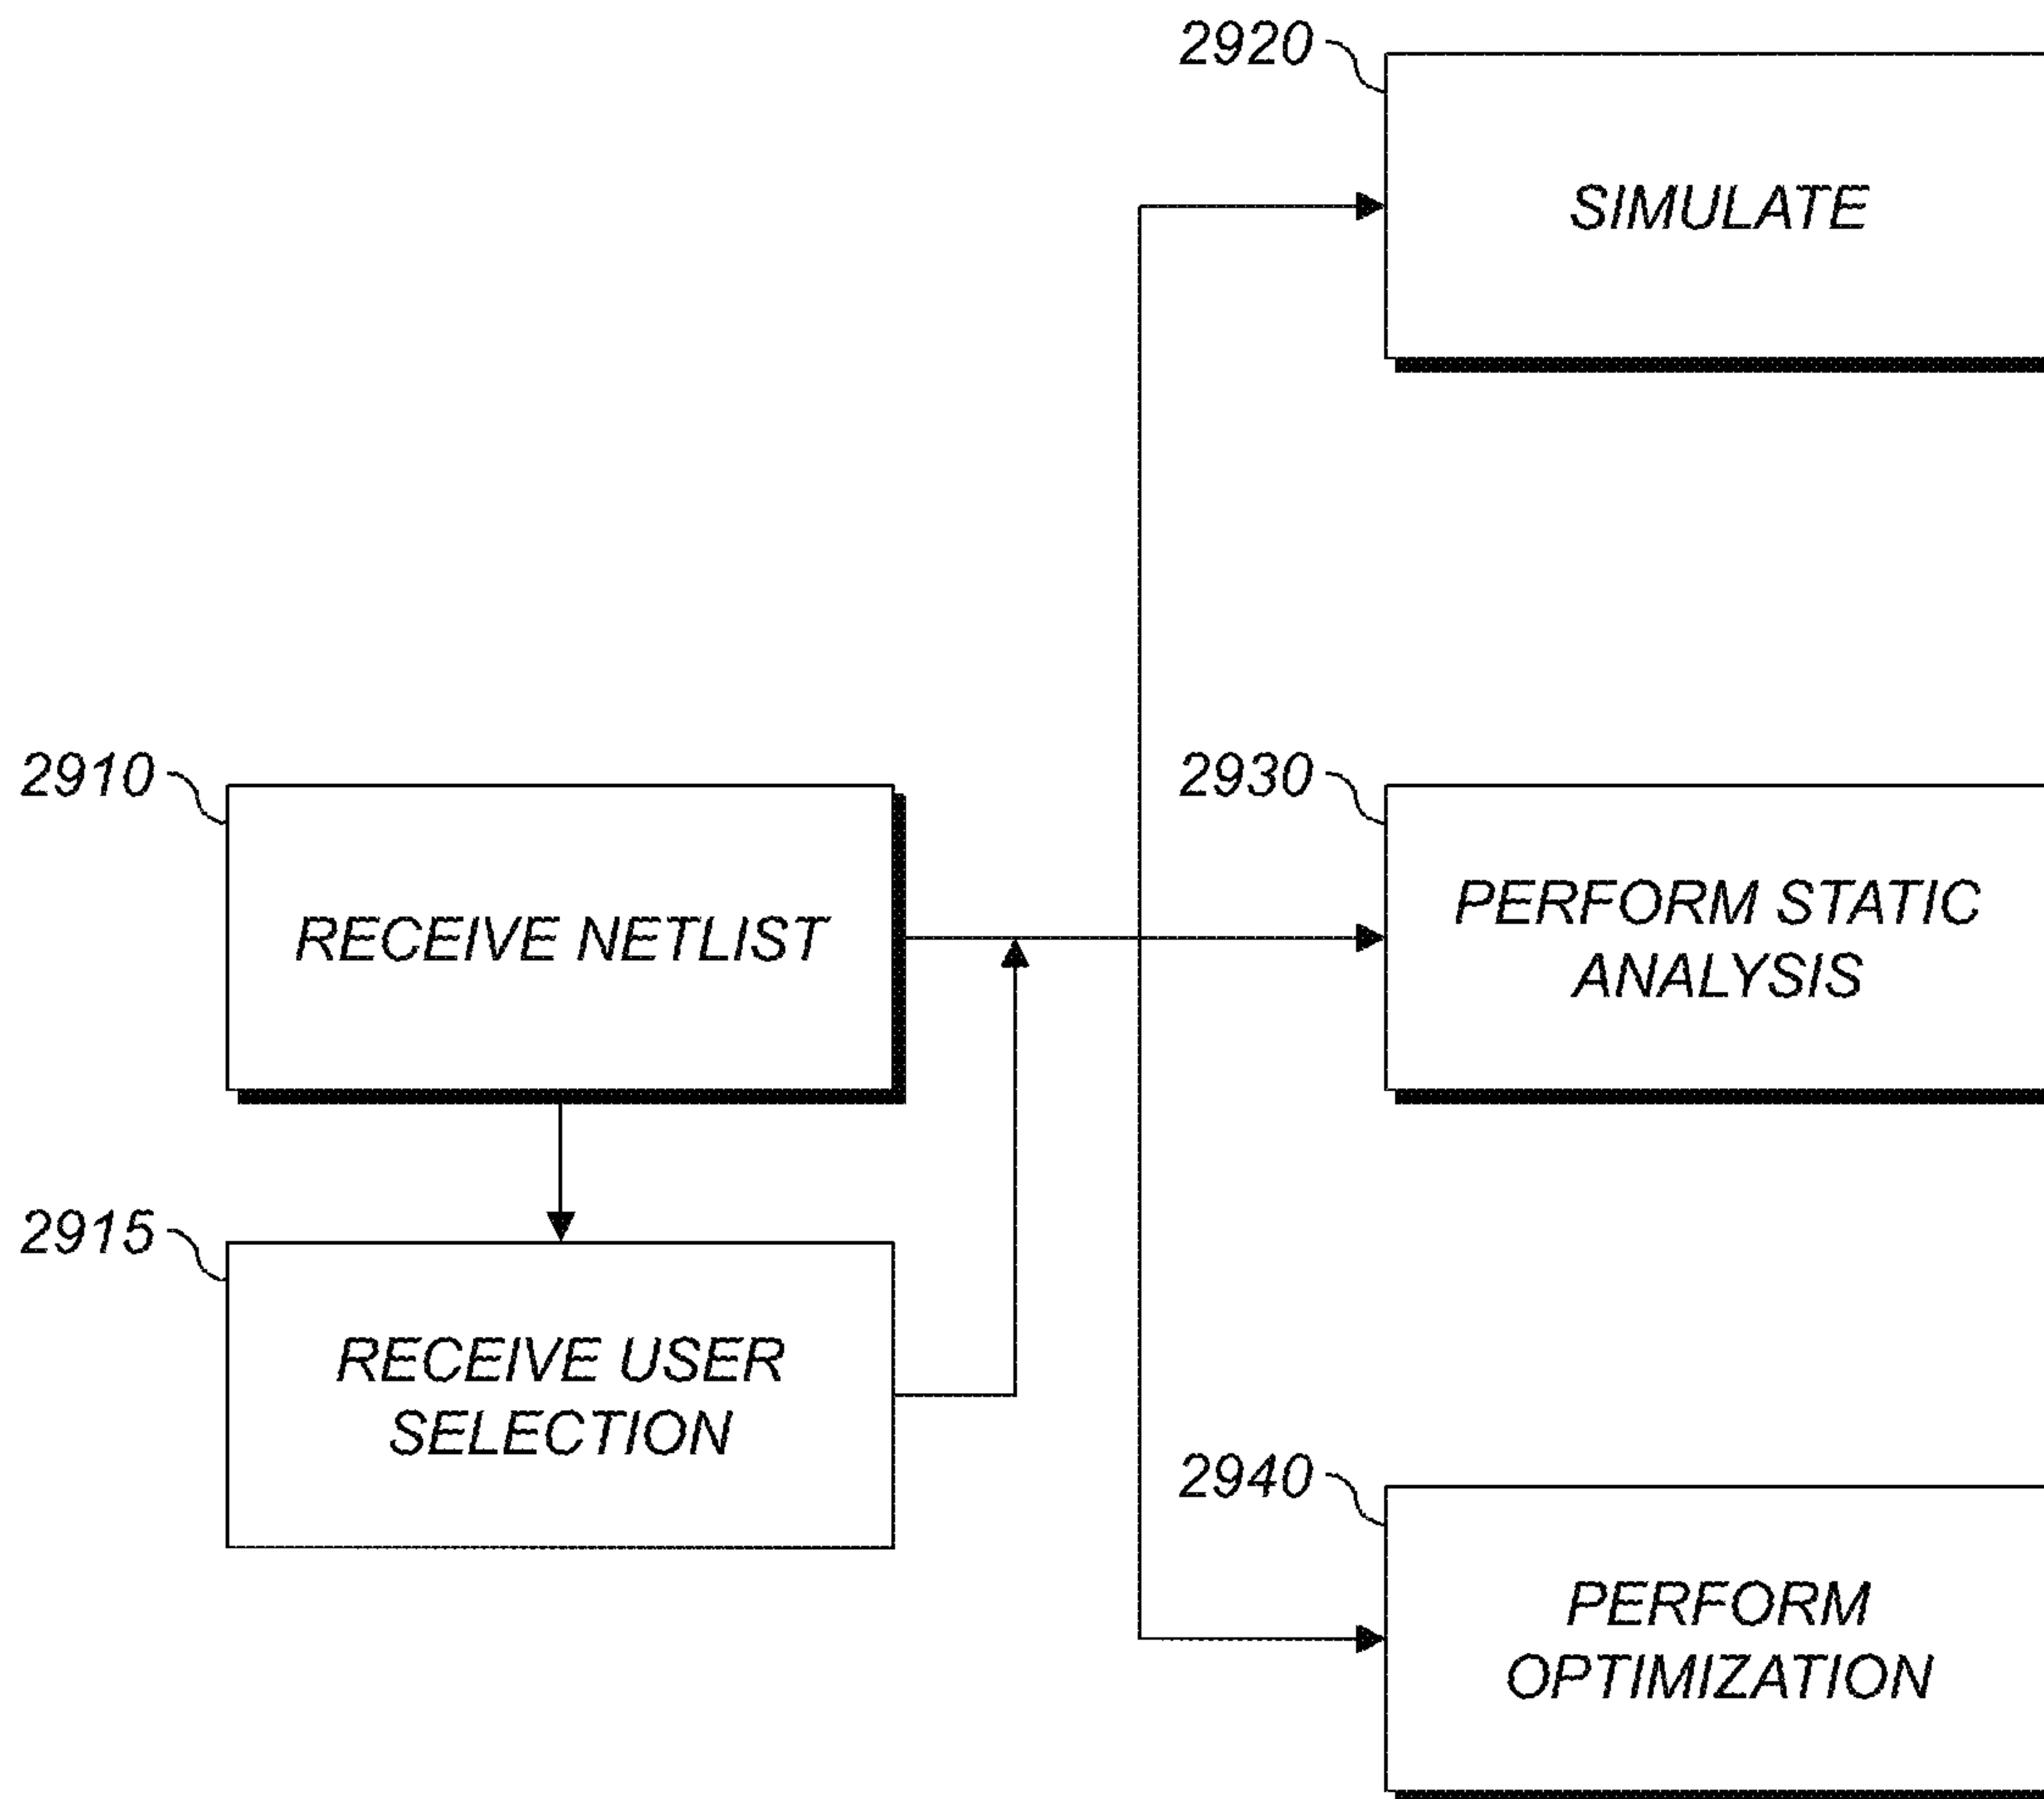 2920
SIMULATE
2910
RECEIVE NETLIST
2930
PERFORM STATIC
ANALYSIS
2915
RECEIVE USER
SELECTION
2940
PERFORM
OPTIMIZATION